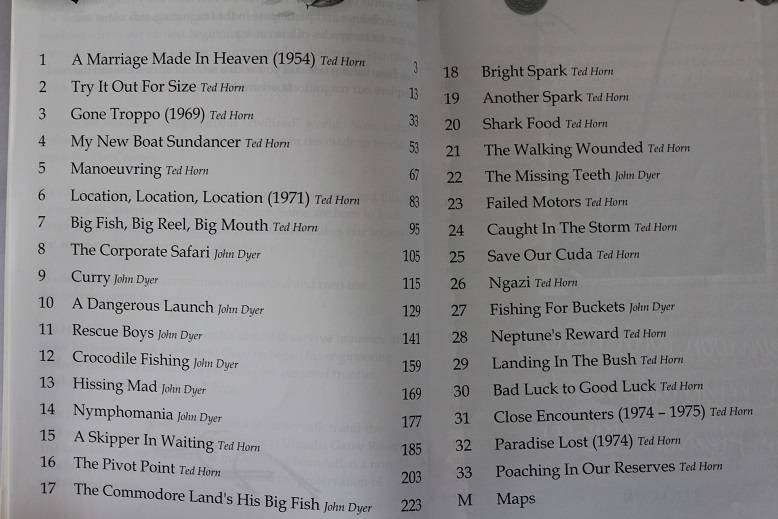 1 A Marriage Made In Heaven (1954) Ted Horn 3
2 Try It Out For Size Ted Horn 13
3 Gone Troppo (1969) Ted Horn 33
4 My New Boat Sundancer Ted Horn 53
5 Manoeuvring Ted Horn 67
6 Location, Location, Location (1971) Ted Horn 83
7 Big Fish, Big Reel, Big Mouth Ted Horn 95
8 The Corporate Safari John Dyer 105
9 Curry John Dyer 115
10 A Dangerous Launch John Dyer 129
11 Rescue Boys John Dyer 141
12 Crocodile Fishing John Dyer 159
13 Hissing Mad John Dyer 169
14 Nymphomania John Dyer 177
15 A Skipper In Waiting Ted Horn 185
16 The Pivot Point Ted Horn 203
17 The Commodore Land's His Big Fish John Dyer 223
18 Bright Spark Ted Horn
19 Another Spark Ted Horn
20 Shark Food Ted Horn
21 The Walking Wounded Ted Horn
22 The Missing Teeth John Dyer
23 Failed Motors Ted Horn
24 Caught In The Storm Ted Horn
25 Save Our Cuda Ted Horn
26 Ngazi Ted Horn
27 Fishing For Buckets John Dyer
28 Neptune's Reward Ted Horn
29 Landing In The Bush Ted Horn
30 Bad Luck to Good Luck Ted Horn
31 Close Encounters (1974 – 1975) Ted Horn
32 Paradise Lost (1974) Ted Horn
33 Poaching In Our Reserves Ted Horn
M Maps